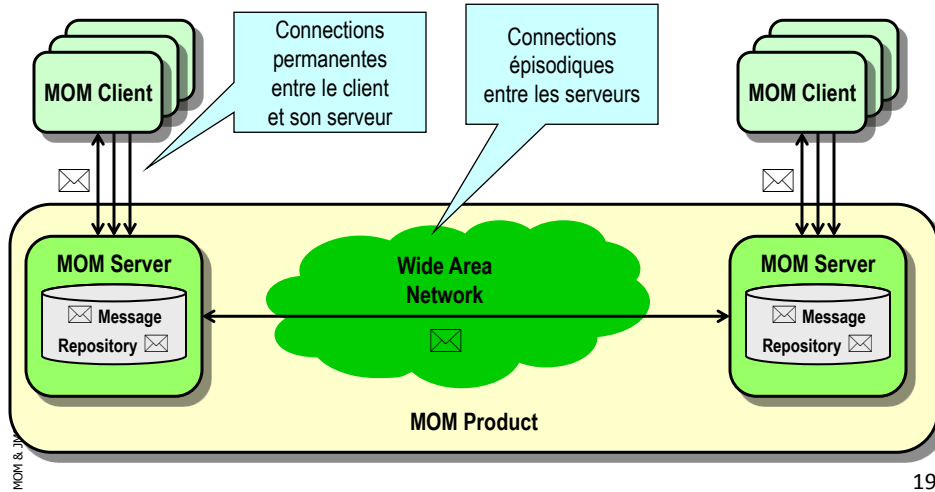 Connections
permanentes
entre le client
et son serveur
Connections
épisodiques
entre les serveurs
MOM Client
MOM Client
MOM Server
Message
Repository
Wide Area
Network
MOM Server
Message
Repository
MOM Product
MOM &
19